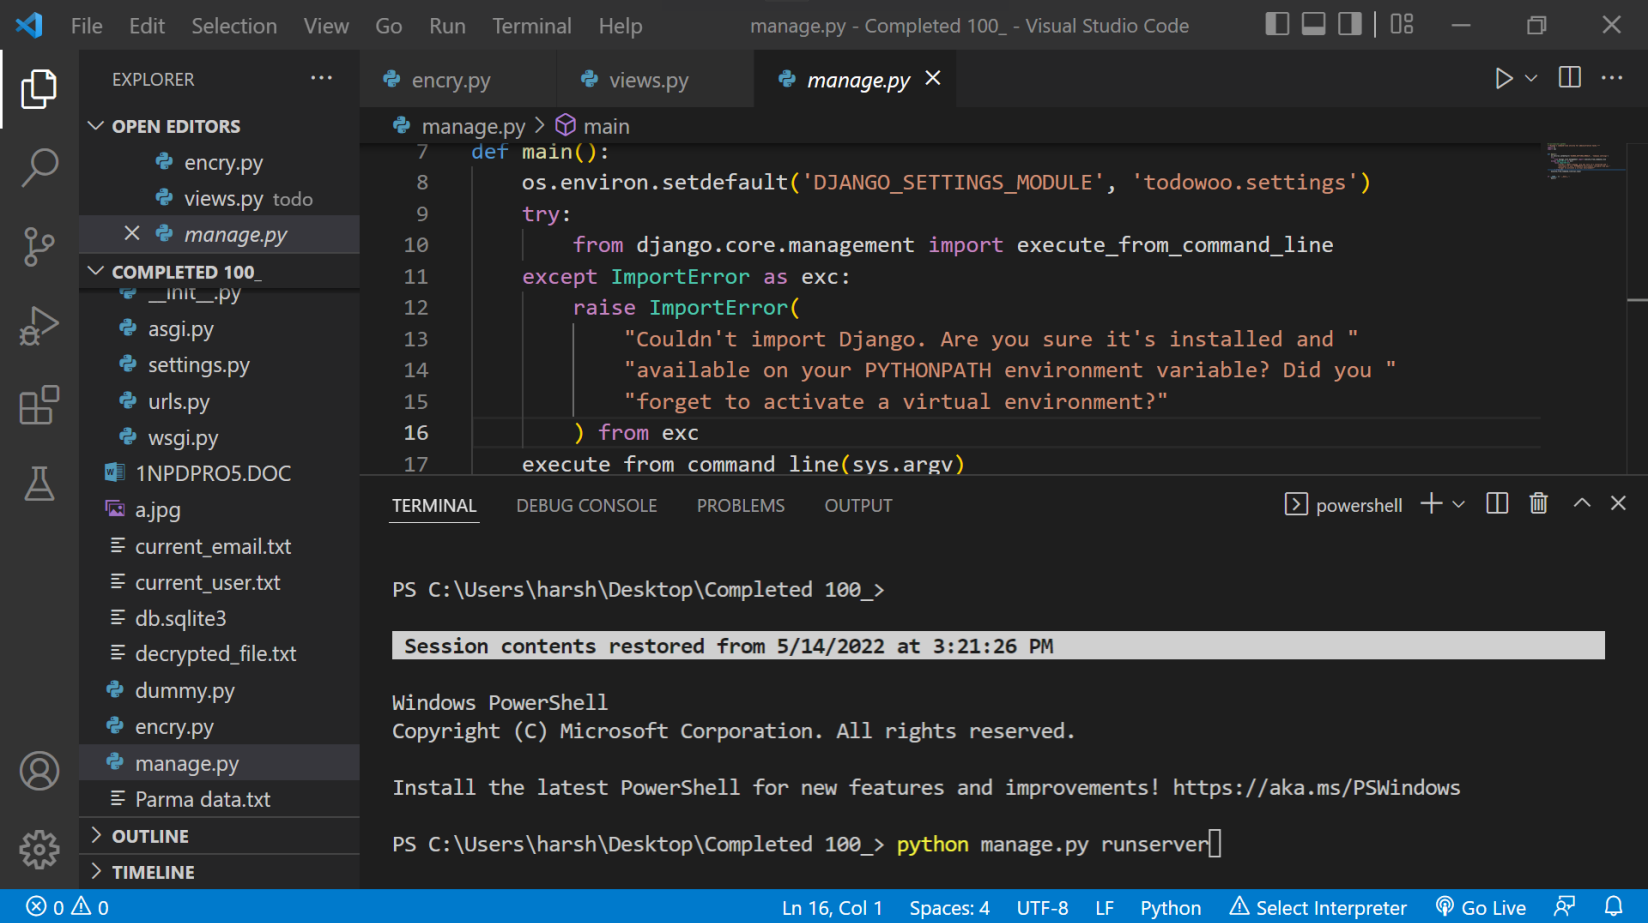 File Edit Selection View Go Run Terminal Help
manage.py - Completed 100_ - Visual Studio Code
EXPLORER
OPEN EDITORS
encry.py
views.py todo
manage.py
COMPLETED 100_
__init__.py
asgi.py
settings.py
urls.py
wsgi.py
1NPDPRO5.DOC
a.jpg
current_email.txt
current_user.txt
db.sqlite3
decrypted_file.txt
dummy.py
encry.py
manage.py
Parma data.txt
OUTLINE
TIMELINE
encry.py views.py manage.py
manage.py > main
7 def main():
8 os.environ.setdefault('DJANGO_SETTINGS_MODULE', 'todowoo.settings')
9 try:
10 from django.core.management import execute_from_command_line
11 except ImportError as exc:
12 raise ImportError(
13 "Couldn't import Django. Are you sure it's installed and "
14 "available on your PYTHONPATH environment variable? Did you "
15 "forget to activate a virtual environment?"
16 ) from exc
17 execute_from_command_line(sys.argv)
TERMINAL DEBUG CONSOLE PROBLEMS OUTPUT
powershell
PS C:\Users\harsh\Desktop\Completed 100_>
Session contents restored from 5/14/2022 at 3:21:26 PM
Windows PowerShell
Copyright (C) Microsoft Corporation. All rights reserved.
Install the latest PowerShell for new features and improvements! https://aka.ms/PSWindows
PS C:\Users\harsh\Desktop\Completed 100_> python manage.py runserver
0 0
Ln 16, Col 1 Spaces: 4 UTF-8 LF Python Select Interpreter Go Live